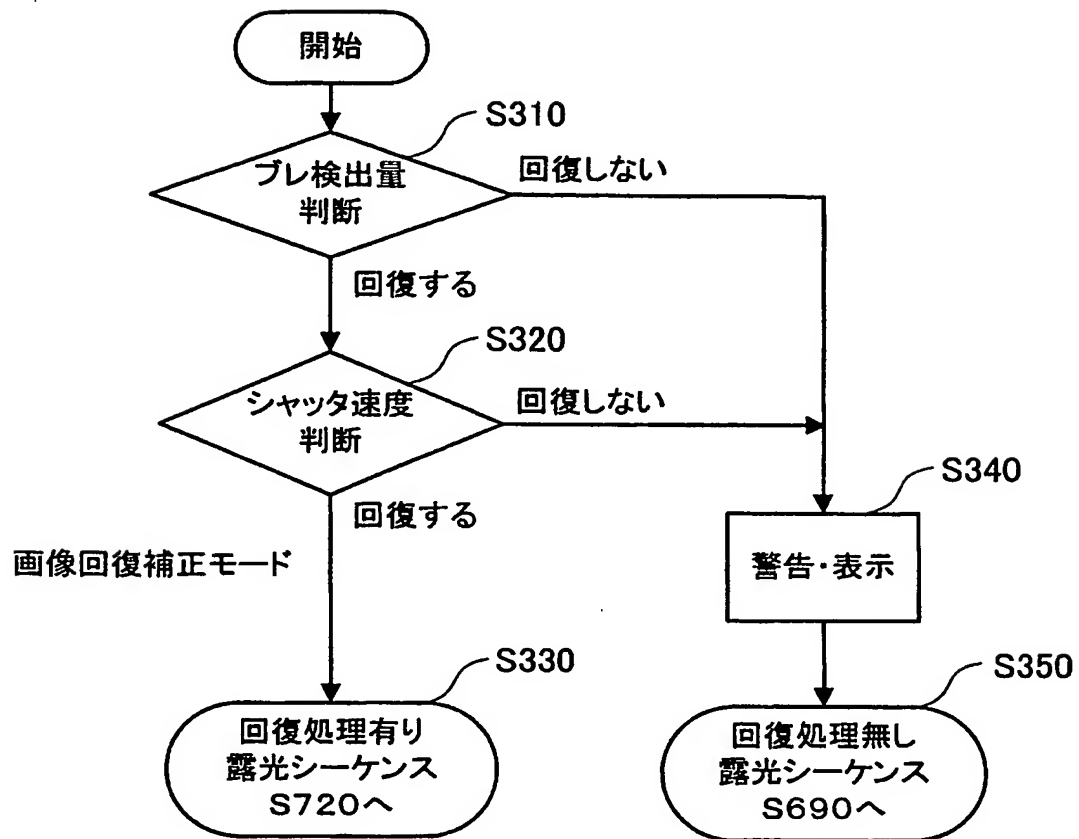 開始
S310
ブレ検出量
判断
回復しない
回復する
S320
シャッタ速度
判断
回復しない
回復する
画像回復補正モード
S340
警告・表示
S330
回復処理有り
露光シーケンス
S720へ
S350
回復処理無し
露光シーケンス
S690へ